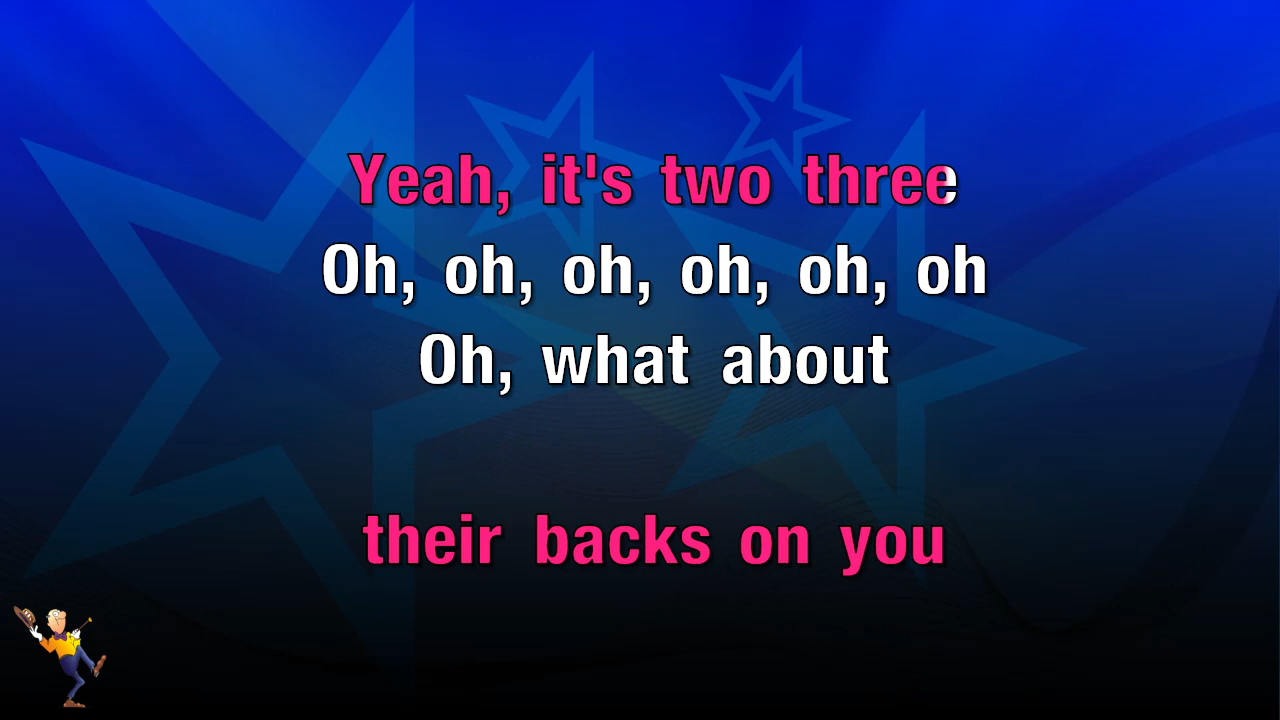 Yeah, it's two three
Oh, oh, oh, oh, oh, oh
Oh, what about
their backs on you